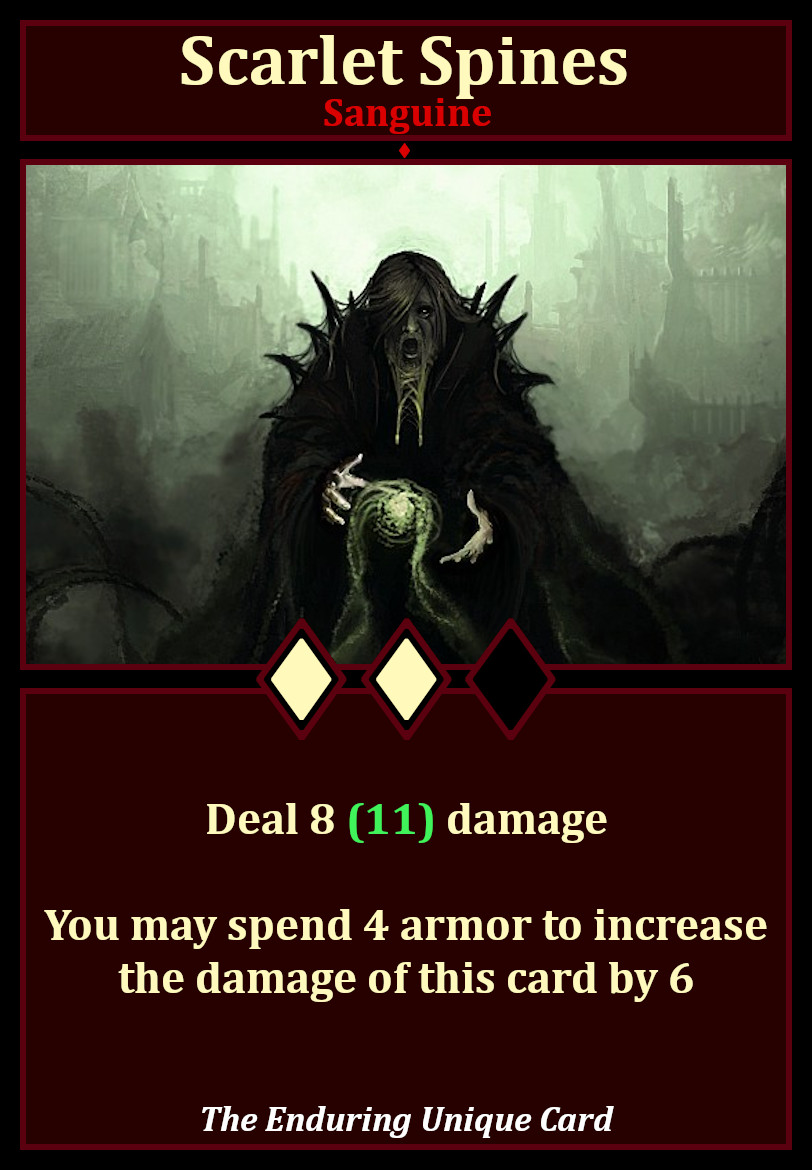 Scarlet Spines
Sanguine
Deal 8 (11) damage
You may spend 4 armor to increase
the damage of this card by 6
The Enduring Unique Card